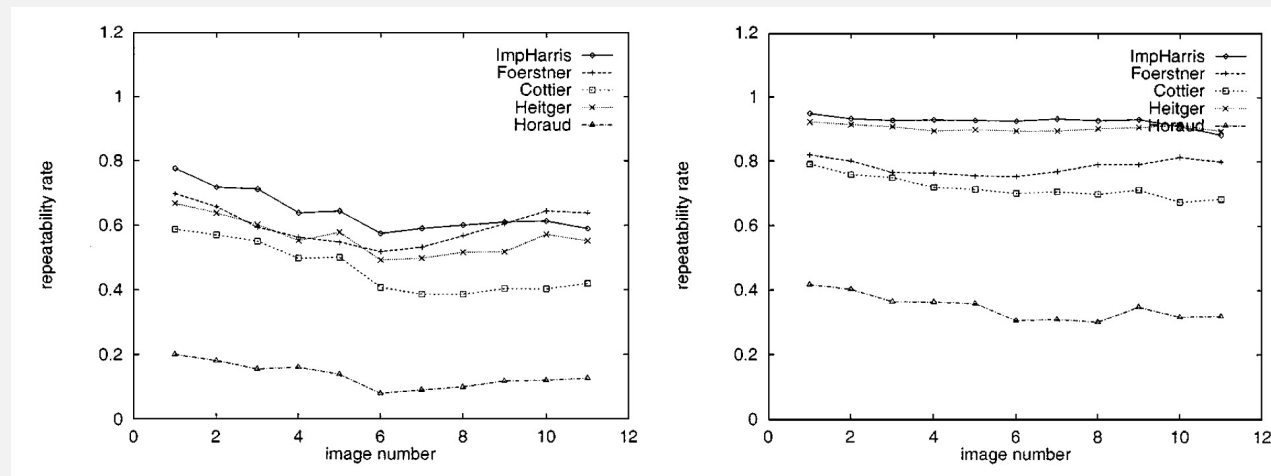 1.2
1
0.8
0.6
0.4
0.2
0
repeatability rate
ImpHarris
Foerstner
Cottier
Heitger
Horaud
0 2 4 6 8 10 12
image number
1.2
1
0.8
0.6
0.4
0.2
0
repeatability rate
ImpHarris
Foerstner
Cottier
Heitger
Horaud
0 2 4 6 8 10 12
image number